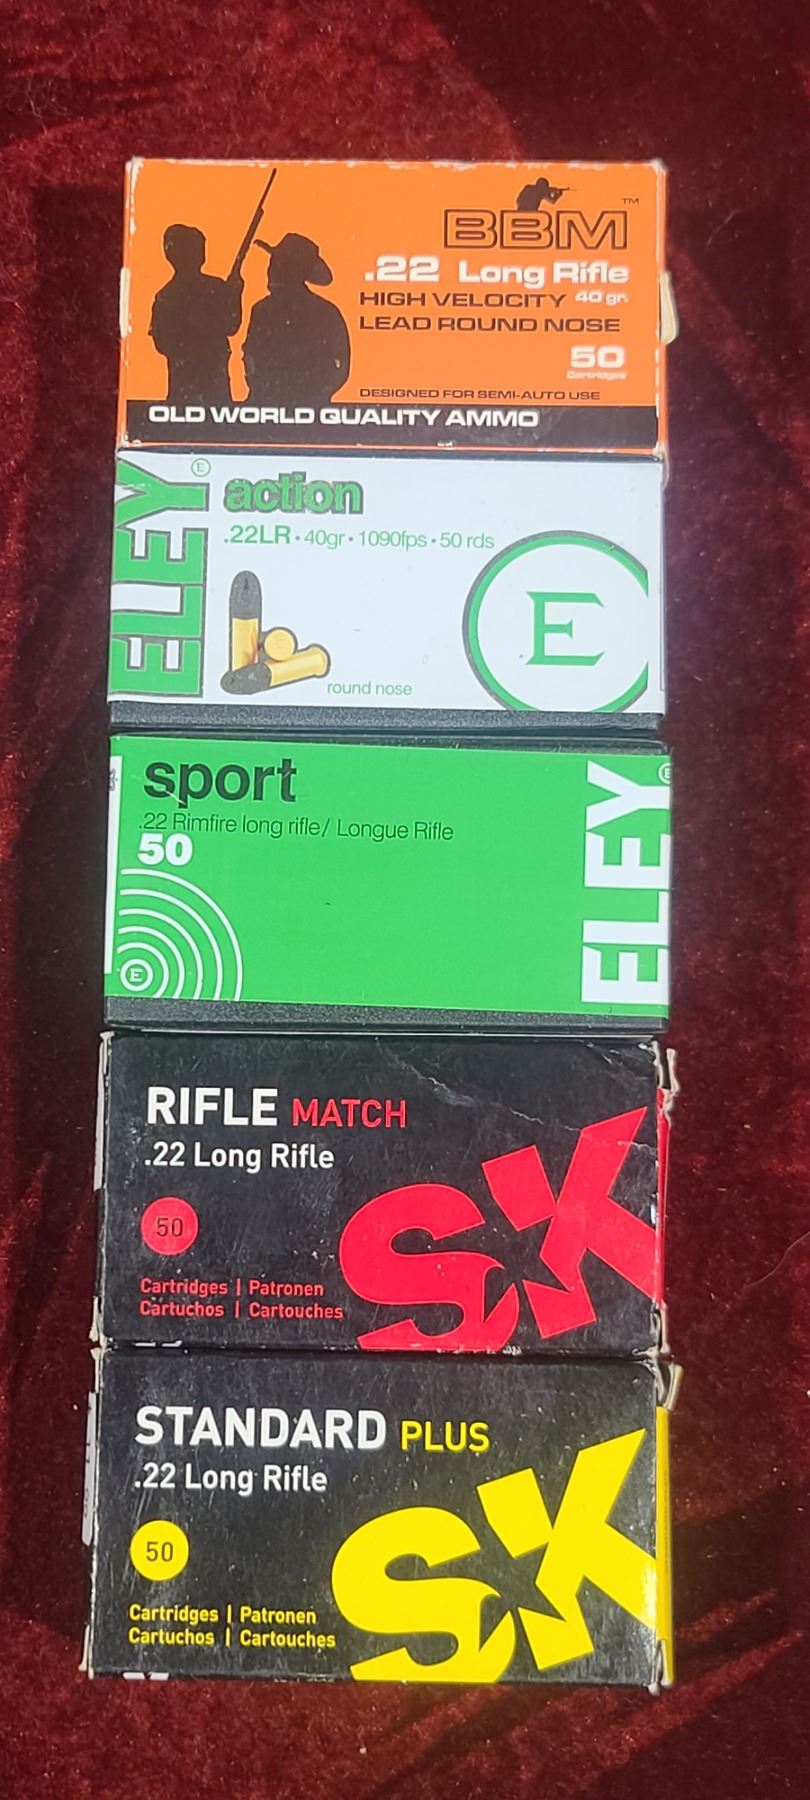 BBM™
.22 Long Rifle
HIGH VELOCITY 40 gr.
LEAD ROUND NOSE
50
Cartridges
DESIGNED FOR SEMI-AUTO USE
OLD WORLD QUALITY AMMO
ELEY
E
action
.22LR • 40gr • 1090fps • 50 rds
E
round nose
sport
.22 Rimfire long rifle/ Longue Rifle
50
E
ELEY
E
RIFLE MATCH
.22 Long Rifle
50
Cartridges | Patronen
Cartuchos | Cartouches
SK
STANDARD PLUS
.22 Long Rifle
50
Cartridges | Patronen
Cartuchos | Cartouches
SK